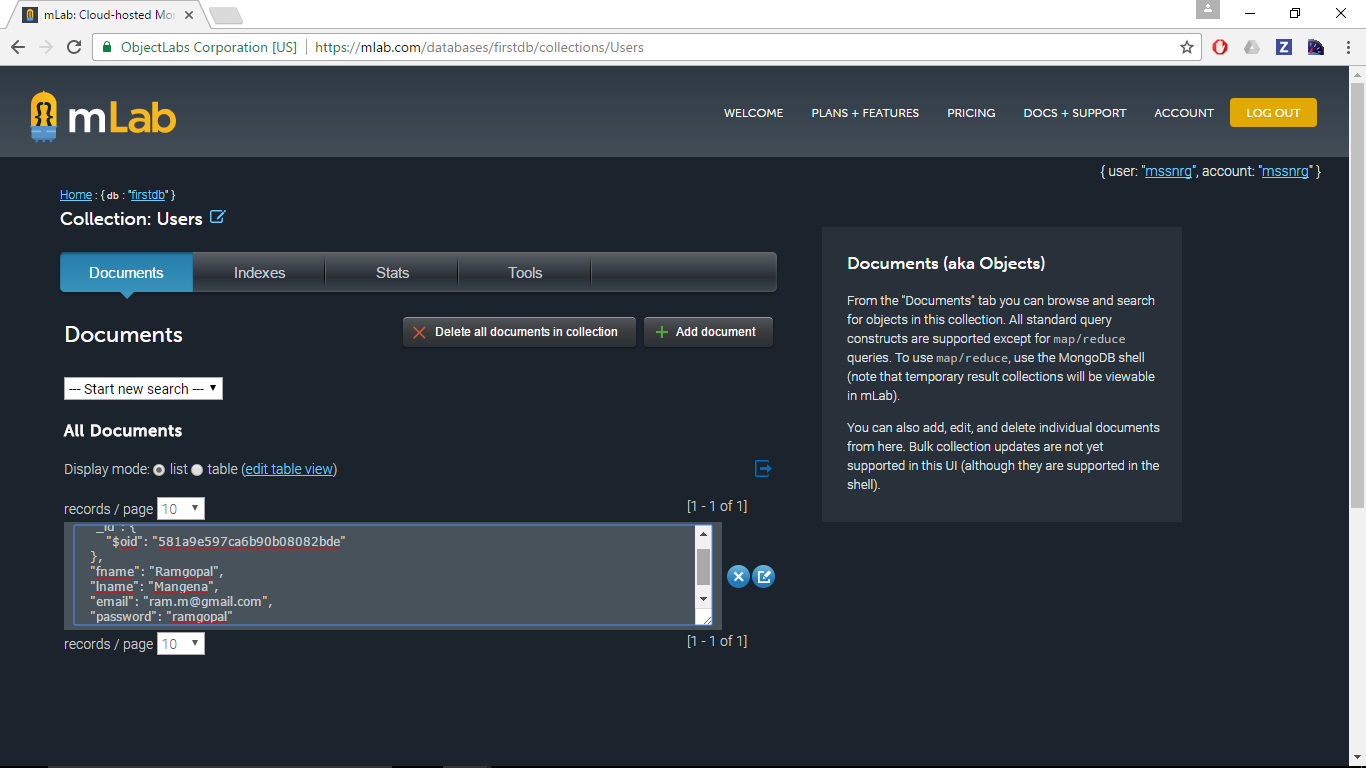 mLab: Cloud-hosted Mo
ObjectLabs Corporation [US] https://mlab.com/databases/firstdb/collections/Users
mLab
WELCOME PLANS + FEATURES PRICING DOCS + SUPPORT ACCOUNT LOG OUT
{ user: "mssnrg", account: "mssnrg" }
Home : { db : "firstdb" }
Collection: Users
Documents Indexes Stats Tools
Documents
Delete all documents in collection
Add document
--- Start new search ---
All Documents
Display mode: list table (edit table view)
records / page 10 [1 - 1 of 1]
"_id": {
"$oid": "581a9e597ca6b90b08082bde"
},
"fname": "Ramgopal",
"lname": "Mangena",
"email": "ram.m@gmail.com",
"password": "ramgopal"
records / page 10 [1 - 1 of 1]
Documents (aka Objects)
From the "Documents" tab you can browse and search
for objects in this collection. All standard query
constructs are supported except for map/reduce
queries. To use map/reduce, use the MongoDB shell
(note that temporary result collections will be viewable
in mLab).
You can also add, edit, and delete individual documents
from here. Bulk collection updates are not yet
supported in this UI (although they are supported in the
shell).